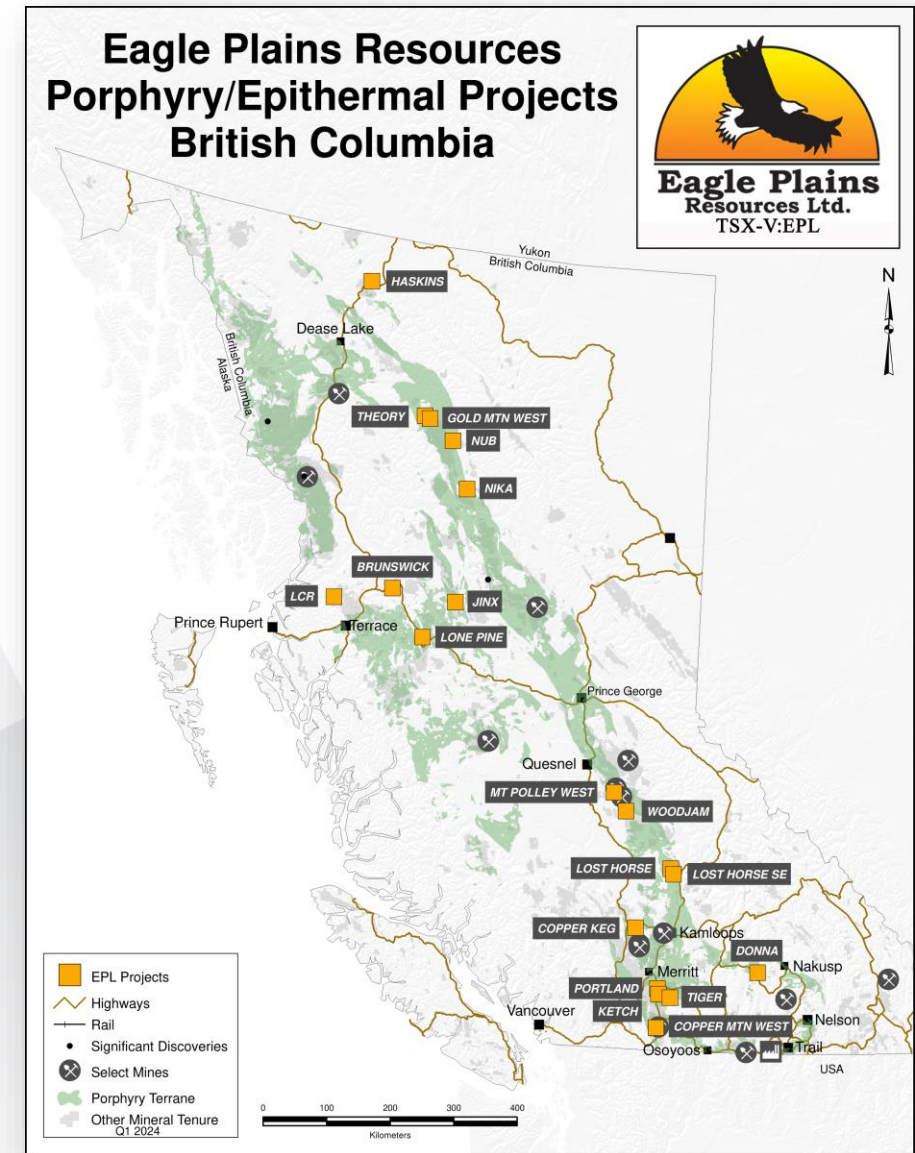 Eagle Plains Resources
Porphyry/Epithermal Projects
British Columbia
Eagle Plains
Resources Ltd.
TSX-V:EPL
Yukon
British Columbia
N
HASKINS
Dease Lake
British Columbia
Alaska
THEORY
GOLD MTN WEST
NUB
NIKA
BRUNSWICK
LCR
JINX
Prince Rupert
Terrace
LONE PINE
Prince George
Quesnel
MT POLLEY WEST
WOODJAM
LOST HORSE
LOST HORSE SE
COPPER KEG
Kamloops
DONNA
Nakusp
Merritt
PORTLAND
TIGER
KETCH
Vancouver
COPPER MTN WEST
Nelson
Osoyoos
Trail
USA
EPL Projects
Highways
Rail
Significant Discoveries
Select Mines
Porphyry Terrane
Other Mineral Tenure
Q1 2024
0 100 200 300 400
Kilometers